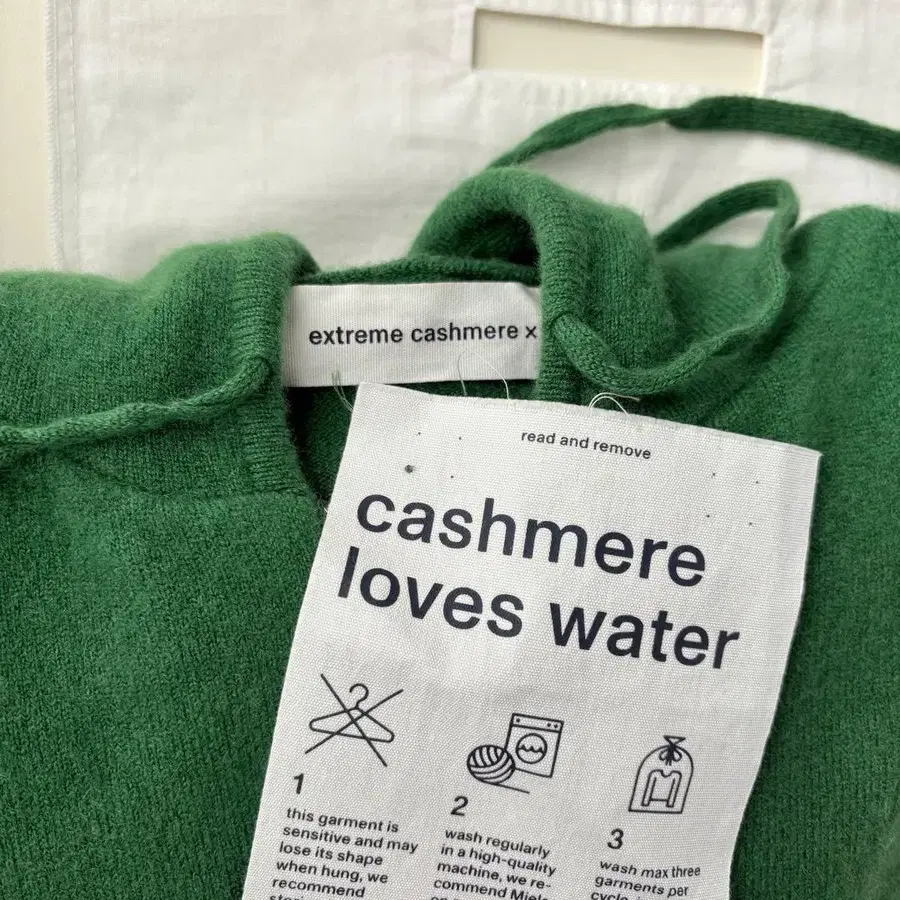 extreme cashmere x
read and remove
cashmere
loves water
1
this garment is
sensitive and may
lose its shape
when hung, we
recommend
2
wash regularly
in a high-quality
machine, we re-
commend Miele
3
wash max three
garments per